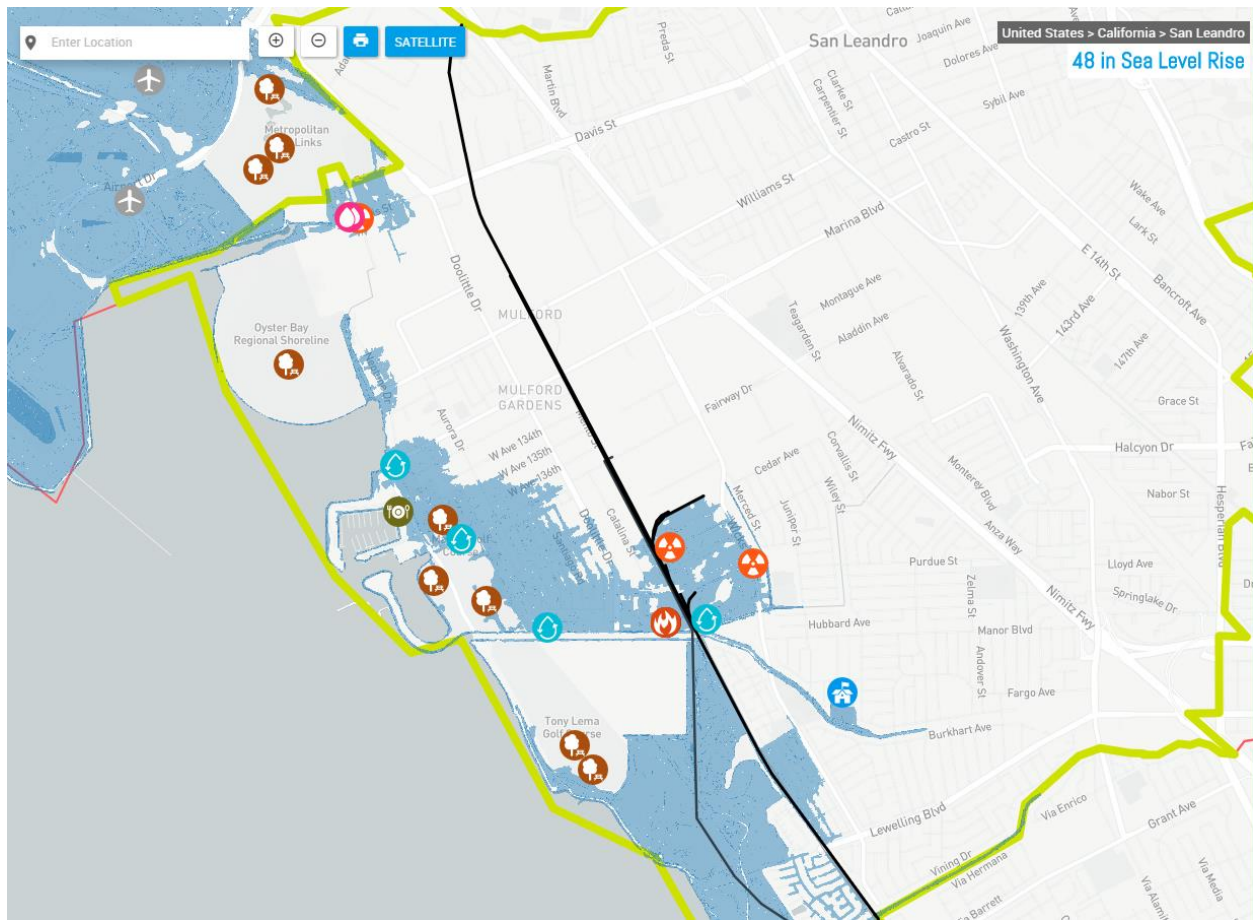 Enter Location
SATELLITE
United States > California > San Leandro
48 in Sea Level Rise
San Leandro
Joaquin Ave
Dolores Ave
Preda St
Martin Blvd
Clarke St
Carpentier St
Sybil Ave
Castro St
Davis St
Metropolitan
Links
Williams St
Marina Blvd
Wake Ave
Lark St
E 14th St
Bancroft Ave
Doolittle Dr
139th Ave
143rd Ave
147th Ave
Washington Ave
Montague Ave
Aladdin Ave
Teagarden St
Alvarado St
MULFORD
Oyster Bay
Regional Shoreline
MULFORD
GARDENS
Fairway Dr
Grace St
Aurora Dr
W Ave 134th
W Ave 135th
W Ave 136th
Nimitz Fwy
Halcyon Dr
Cedar Ave
Corvallis St
Wiley St
Monterey Blvd
Nabor St
Hesperian Blvd
Merced St
Juniper St
Anza Way
Catalina St
Doolittle Dr
Purdue St
Lloyd Ave
Zelma St
Springlake Dr
Nimitz Fwy
Hubbard Ave
Manor Blvd
Andover St
Fargo Ave
Tony Lema
Golf Course
Burkhart Ave
Lewelling Blvd
Via Enrico
Grant Ave
Vining Dr
Via Hermana
Via Barrett
Via Media